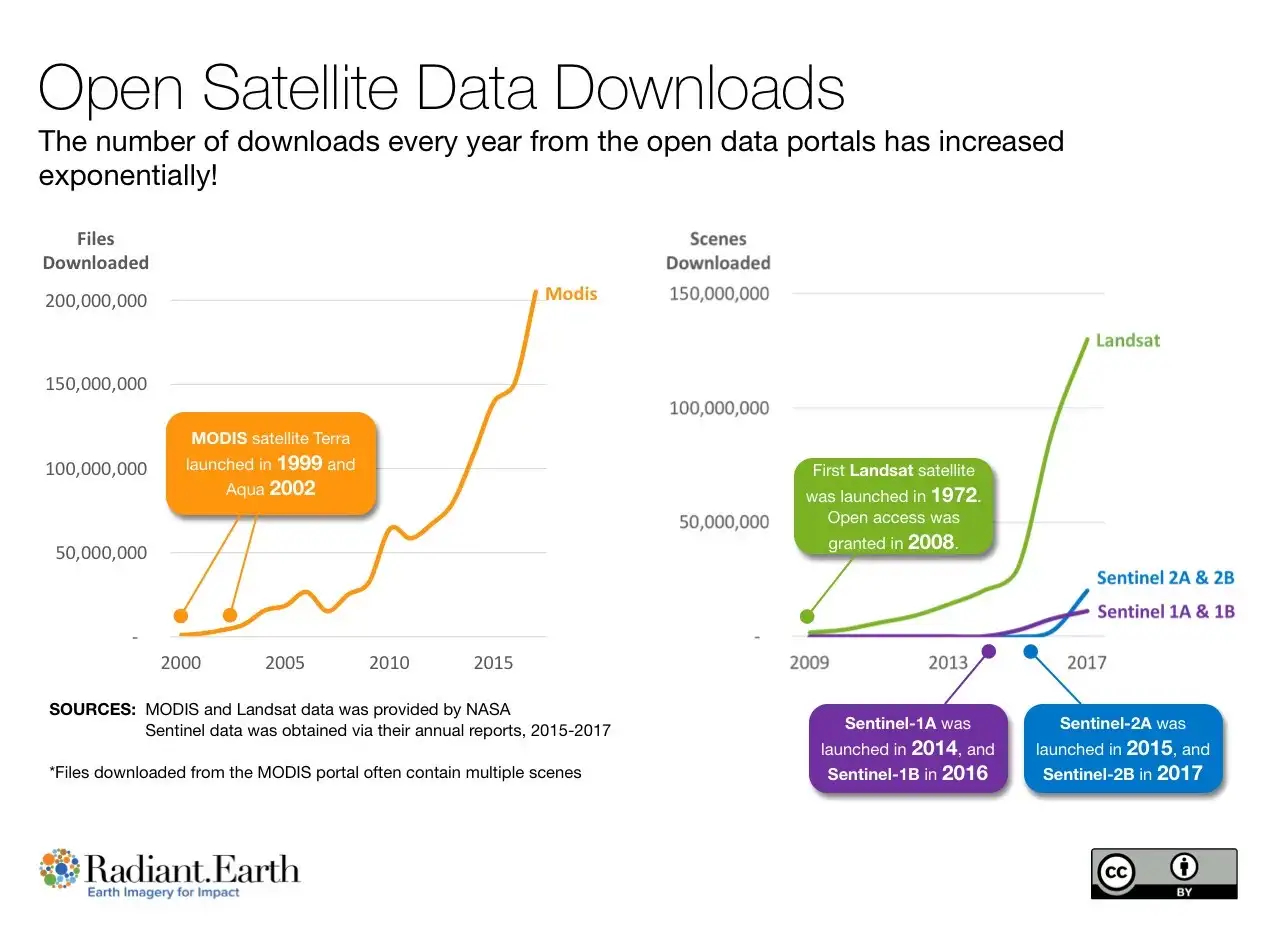 Open Satellite Data Downloads
The number of downloads every year from the open data portals has increased
exponentially!
Files
Downloaded
200,000,000
150,000,000
100,000,000
50,000,000
-
2000
2005
2010
2015
Modis
MODIS satellite Terra
launched in 1999 and
Aqua 2002
Scenes
Downloaded
150,000,000
100,000,000
50,000,000
-
2009
2013
2017
Landsat
Sentinel 2A & 2B
Sentinel 1A & 1B
First Landsat satellite
was launched in 1972.
Open access was
granted in 2008.
Sentinel-1A was
launched in 2014, and
Sentinel-1B in 2016
Sentinel-2A was
launched in 2015, and
Sentinel-2B in 2017
SOURCES: MODIS and Landsat data was provided by NASA
Sentinel data was obtained via their annual reports, 2015-2017
*Files downloaded from the MODIS portal often contain multiple scenes
Radiant.Earth
Earth Imagery for Impact
cc
BY